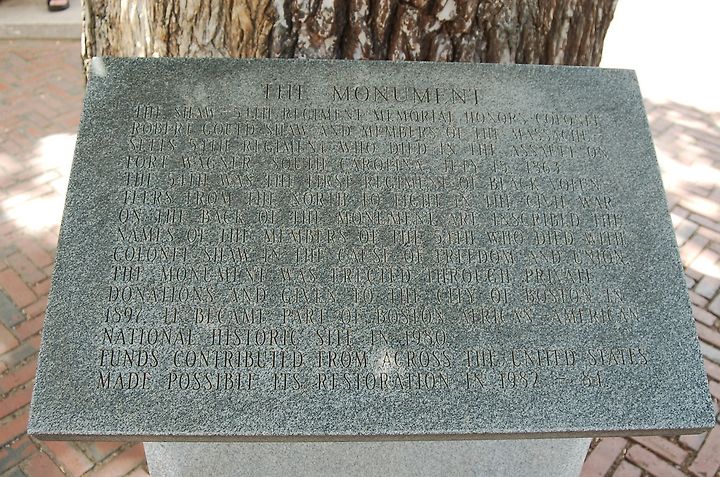 THE MONUMENT
THE SHAW-54TH REGIMENT MEMORIAL HONORS COLONEL
ROBERT GOULD SHAW AND MEMBERS OF THE MASSACHU-
SETTS 54TH REGIMENT WHO DIED IN THE ASSAULT ON
FORT WAGNER, SOUTH CAROLINA, JULY 18, 1863.
THE 54TH WAS THE FIRST REGIMENT OF BLACK VOLUN-
TEERS FROM THE NORTH TO FIGHT IN THE CIVIL WAR.
ON THE BACK OF THE MONUMENT ARE INSCRIBED THE
NAMES OF THE MEMBERS OF THE 54TH WHO DIED WITH
COLONEL SHAW IN THE CAUSE OF FREEDOM AND UNION.
THE MONUMENT WAS ERECTED THROUGH PRIVATE
DONATIONS AND GIVEN TO THE CITY OF BOSTON IN
1897. IT BECAME PART OF BOSTON AFRICAN AMERICAN
NATIONAL HISTORIC SITE IN 1980.
FUNDS CONTRIBUTED FROM ACROSS THE UNITED STATES
MADE POSSIBLE ITS RESTORATION IN 1982 – 84.